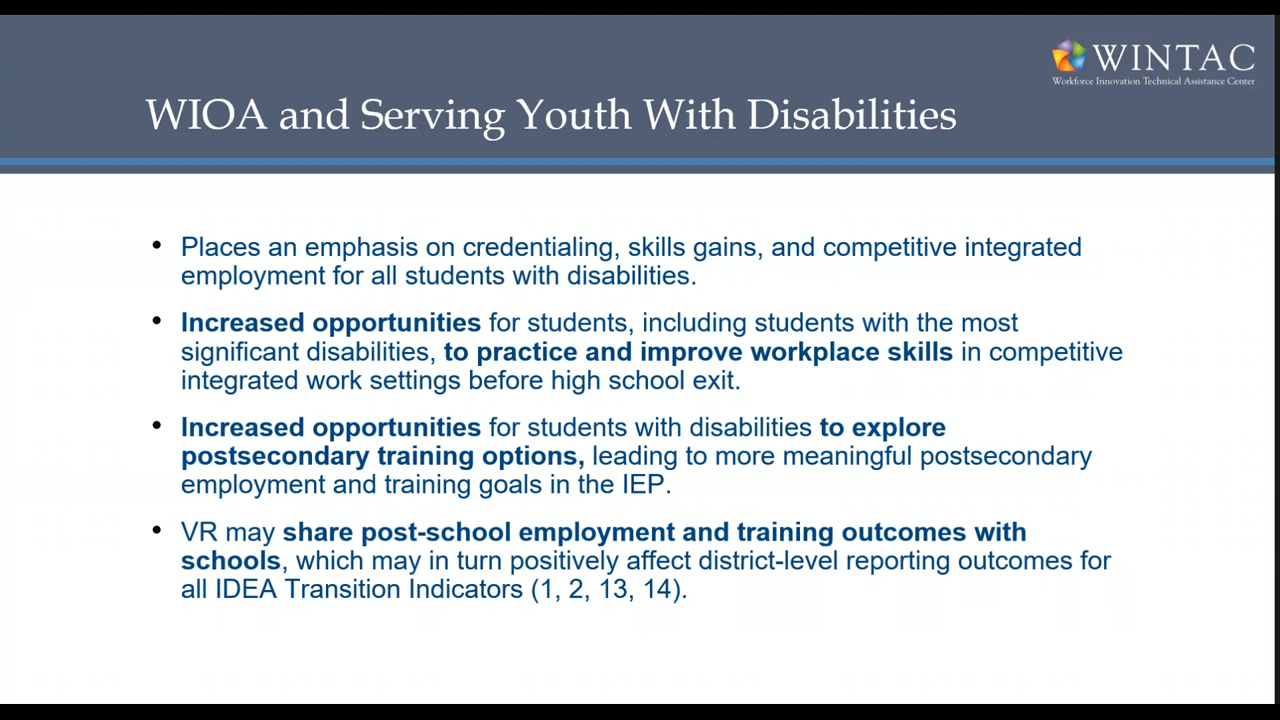 WINTAC
Workforce Innovation Technical Assistance Center
WIOA and Serving Youth With Disabilities
• Places an emphasis on credentialing, skills gains, and competitive integrated
employment for all students with disabilities.
• Increased opportunities for students, including students with the most
significant disabilities, to practice and improve workplace skills in competitive
integrated work settings before high school exit.
• Increased opportunities for students with disabilities to explore
postsecondary training options, leading to more meaningful postsecondary
employment and training goals in the IEP.
• VR may share post-school employment and training outcomes with
schools, which may in turn positively affect district-level reporting outcomes for
all IDEA Transition Indicators (1, 2, 13, 14).